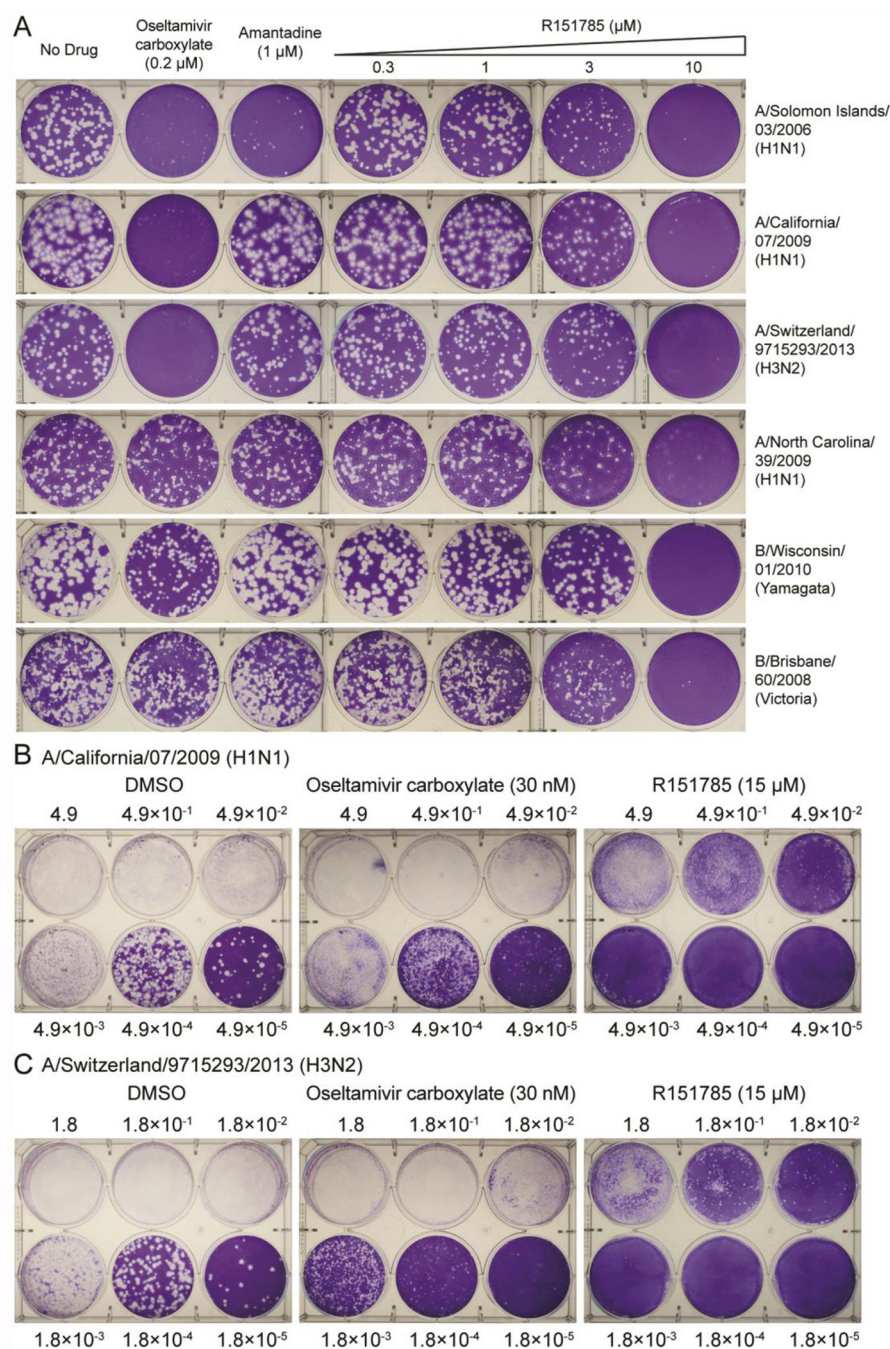 A
No Drug
Oseltamivir
carboxylate
(0.2 µM)
Amantadine
(1 µM)
R151785 (µM)
0.3 1 3 10
A/Solomon Islands/
03/2006
(H1N1)
A/California/
07/2009
(H1N1)
A/Switzerland/
9715293/2013
(H3N2)
A/North Carolina/
39/2009
(H1N1)
B/Wisconsin/
01/2010
(Yamagata)
B/Brisbane/
60/2008
(Victoria)
B A/California/07/2009 (H1N1)
DMSO Oseltamivir carboxylate (30 nM) R151785 (15 µM)
4.9 4.9×10⁻¹ 4.9×10⁻² 4.9 4.9×10⁻¹ 4.9×10⁻² 4.9 4.9×10⁻¹ 4.9×10⁻²
4.9×10⁻³ 4.9×10⁻⁴ 4.9×10⁻⁵ 4.9×10⁻³ 4.9×10⁻⁴ 4.9×10⁻⁵ 4.9×10⁻³ 4.9×10⁻⁴ 4.9×10⁻⁵
C A/Switzerland/9715293/2013 (H3N2)
DMSO Oseltamivir carboxylate (30 nM) R151785 (15 µM)
1.8 1.8×10⁻¹ 1.8×10⁻² 1.8 1.8×10⁻¹ 1.8×10⁻² 1.8 1.8×10⁻¹ 1.8×10⁻²
1.8×10⁻³ 1.8×10⁻⁴ 1.8×10⁻⁵ 1.8×10⁻³ 1.8×10⁻⁴ 1.8×10⁻⁵ 1.8×10⁻³ 1.8×10⁻⁴ 1.8×10⁻⁵